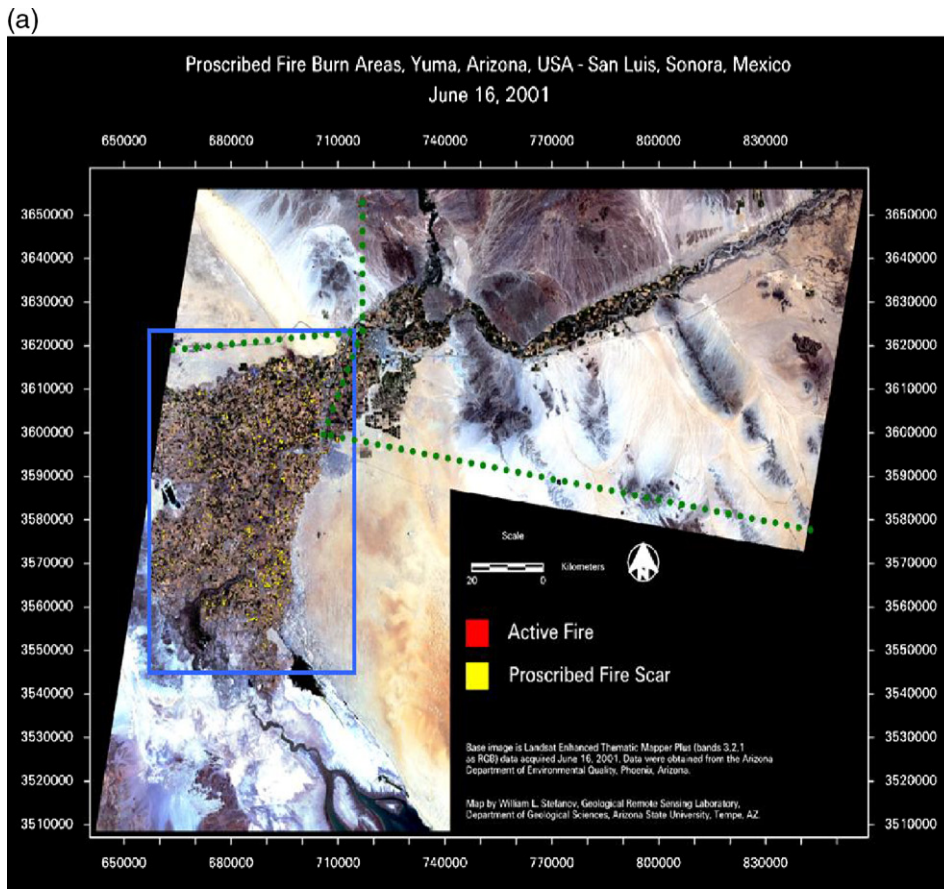 (a)
Proscribed Fire Burn Areas, Yuma, Arizona, USA - San Luis, Sonora, Mexico
June 16, 2001
650000 680000 710000 740000 770000 800000 830000
3650000 3650000
3640000 3640000
3630000 3630000
3620000 3620000
3610000 3610000
3600000 3600000
3590000 3590000
3580000 3580000
3570000 3570000
3560000 3560000
3550000 3550000
3540000 3540000
3530000 3530000
3520000 3520000
3510000 3510000
Scale
20 0 Kilometers
N
Active Fire
Proscribed Fire Scar
Base image is Landsat Enhanced Thematic Mapper Plus (bands 3,2,1
as RGB) data acquired June 16, 2001. Data were obtained from the Arizona
Department of Environmental Quality, Phoenix, Arizona.
Map by William L. Stefanov, Geological Remote Sensing Laboratory,
Department of Geological Sciences, Arizona State University, Tempe, AZ.
650000 680000 710000 740000 770000 800000 830000